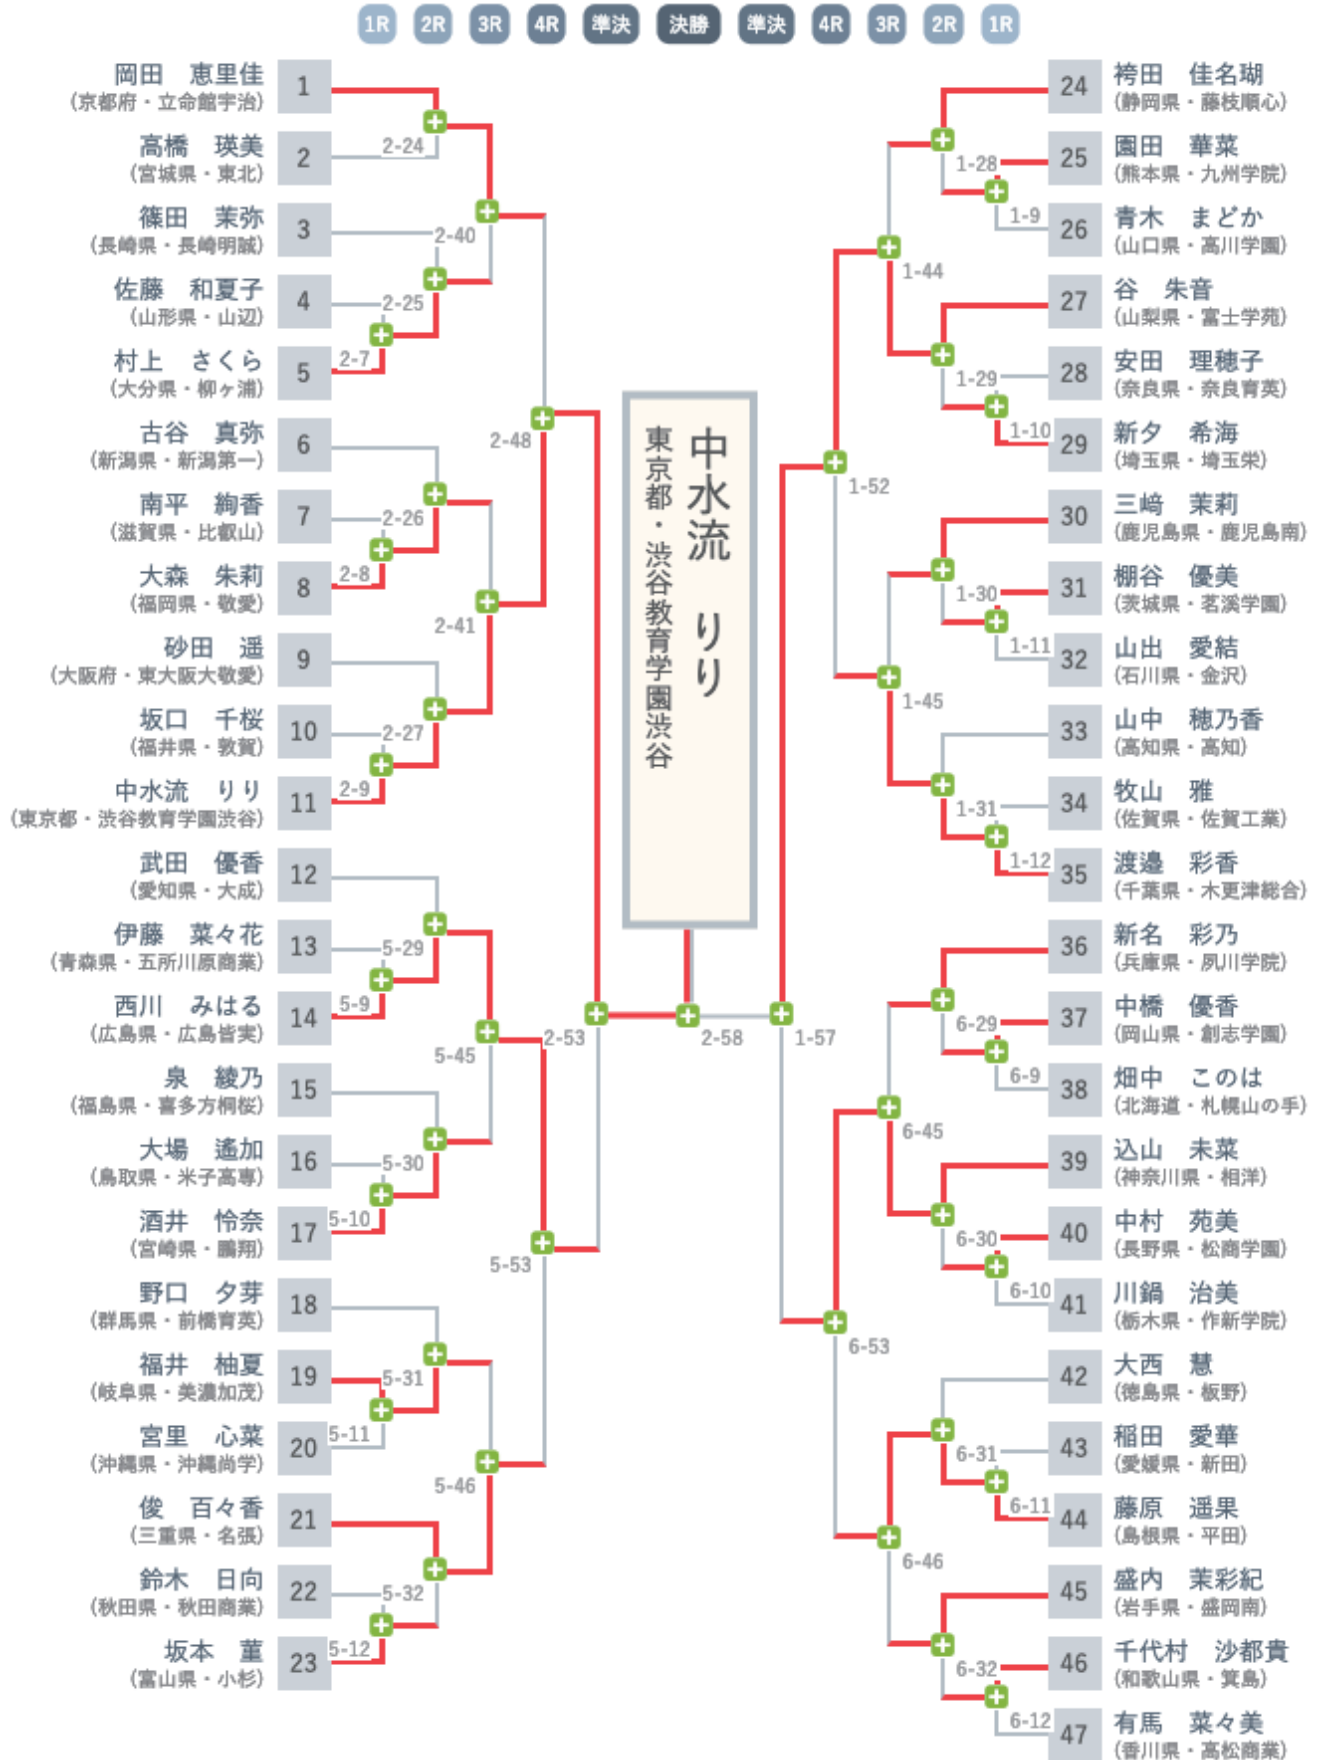 1R 2R 3R 4R 準決 決勝 準決 4R 3R 2R 1R
岡田　恵里佳
(京都府・立命館宇治)
1
高橋　瑛美
(宮城県・東北)
2
2-24
篠田　茉弥
(長崎県・長崎明誠)
3
2-40
佐藤　和夏子
(山形県・山辺)
4
2-25
村上　さくら
(大分県・柳ヶ浦)
5
2-7
古谷　真弥
(新潟県・新潟第一)
6
2-48
南平　絢香
(滋賀県・比叡山)
7
2-26
大森　朱莉
(福岡県・敬愛)
8
2-8
2-41
砂田　遥
(大阪府・東大阪大敬愛)
9
坂口　千桜
(福井県・敦賀)
10
2-27
中水流　りり
(東京都・渋谷教育学園渋谷)
11
2-9
武田　優香
(愛知県・大成)
12
伊藤　菜々花
(青森県・五所川原商業)
13
5-29
西川　みはる
(広島県・広島皆実)
14
5-9
5-45
2-53
泉　綾乃
(福島県・喜多方桐桜)
15
大場　遙加
(鳥取県・米子高専)
16
5-30
酒井　怜奈
(宮崎県・鵬翔)
17
5-10
5-53
野口　夕芽
(群馬県・前橋育英)
18
福井　柚夏
(岐阜県・美濃加茂)
19
5-31
宮里　心菜
(沖縄県・沖縄尚学)
20
5-11
5-46
俊　百々香
(三重県・名張)
21
鈴木　日向
(秋田県・秋田商業)
22
5-32
坂本　菫
(富山県・小杉)
23
5-12
中水流　りり
東京都・渋谷教育学園渋谷
2-58
24
袴田　佳名瑚
(静岡県・藤枝順心)
1-28
25
園田　華菜
(熊本県・九州学院)
1-9
26
青木　まどか
(山口県・高川学園)
1-44
27
谷　朱音
(山梨県・富士学苑)
1-29
28
安田　理穂子
(奈良県・奈良育英)
1-10
29
新夕　希海
(埼玉県・埼玉栄)
1-52
30
三﨑　茉莉
(鹿児島県・鹿児島南)
1-30
31
棚谷　優美
(茨城県・茗溪学園)
1-11
32
山出　愛結
(石川県・金沢)
1-45
33
山中　穂乃香
(高知県・高知)
1-31
34
牧山　雅
(佐賀県・佐賀工業)
1-12
35
渡邉　彩香
(千葉県・木更津総合)
36
新名　彩乃
(兵庫県・夙川学院)
1-57
6-29
37
中橋　優香
(岡山県・創志学園)
6-9
38
畑中　このは
(北海道・札幌山の手)
6-45
39
込山　未菜
(神奈川県・相洋)
6-30
40
中村　苑美
(長野県・松商学園)
6-10
41
川鍋　治美
(栃木県・作新学院)
6-53
42
大西　慧
(徳島県・板野)
6-31
43
稲田　愛華
(愛媛県・新田)
6-11
44
藤原　遥果
(島根県・平田)
6-46
45
盛内　茉彩紀
(岩手県・盛岡南)
6-32
46
千代村　沙都貴
(和歌山県・箕島)
6-12
47
有馬　菜々美
(香川県・高松商業)